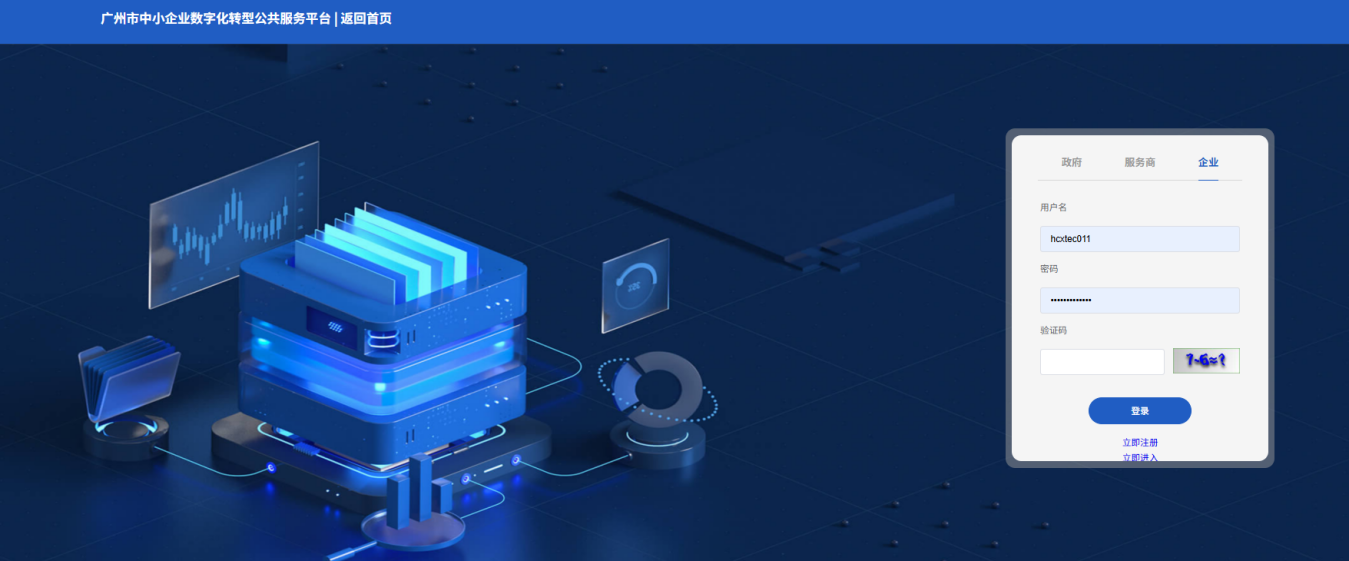 广州市中小企业数字化转型公共服务平台 | 返回首页
政府 服务商 企业
用户名
hcxtec011
密码
•••••••••••••
验证码
?-6=?
登录
立即注册
立即进入